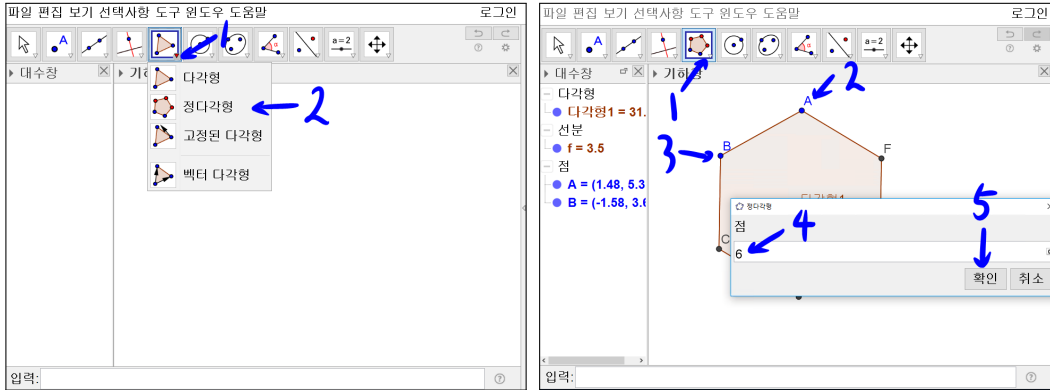 파일 편집 보기 선택사항 도구 윈도우 도움말 로그인
A α a=2
대수창
다각형
정다각형
고정된 다각형
벡터 다각형
1
2
입력:
파일 편집 보기 선택사항 도구 윈도우 도움말 로그인
A α a=2
대수창
다각형
다각형1 = 31.
선분
f = 3.5
점
A = (1.48, 5.3
B = (-1.58, 3.6
A
B
F
C
1
2
3
4
5
정다각형
점
6
확인 취소
입력: